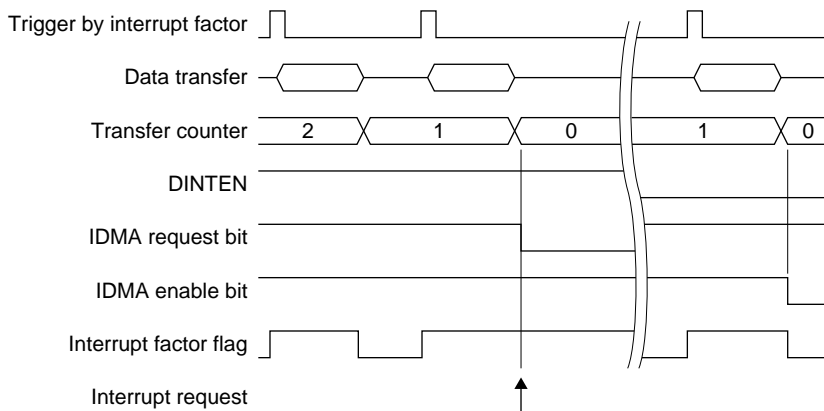 Trigger by interrupt factor
Data transfer
Transfer counter 2 1 0 1 0
DINTEN
IDMA request bit
IDMA enable bit
Interrupt factor flag
Interrupt request